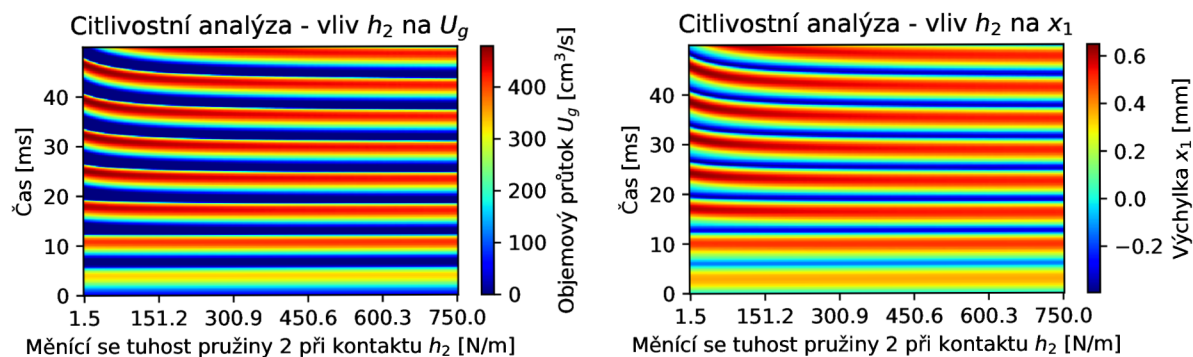 Citlivostní analýza - vliv h₂ na U_g
Čas [ms]
40
30
20
10
0
1.5 151.2 300.9 450.6 600.3 750.0
Měnící se tuhost pružiny 2 při kontaktu h₂ [N/m]
400
300
200
100
0
Objemový průtok U_g [cm³/s]
Citlivostní analýza - vliv h₂ na x₁
Čas [ms]
40
30
20
10
0
1.5 151.2 300.9 450.6 600.3 750.0
Měnící se tuhost pružiny 2 při kontaktu h₂ [N/m]
0.6
0.4
0.2
0.0
−0.2
Výchylka x₁ [mm]